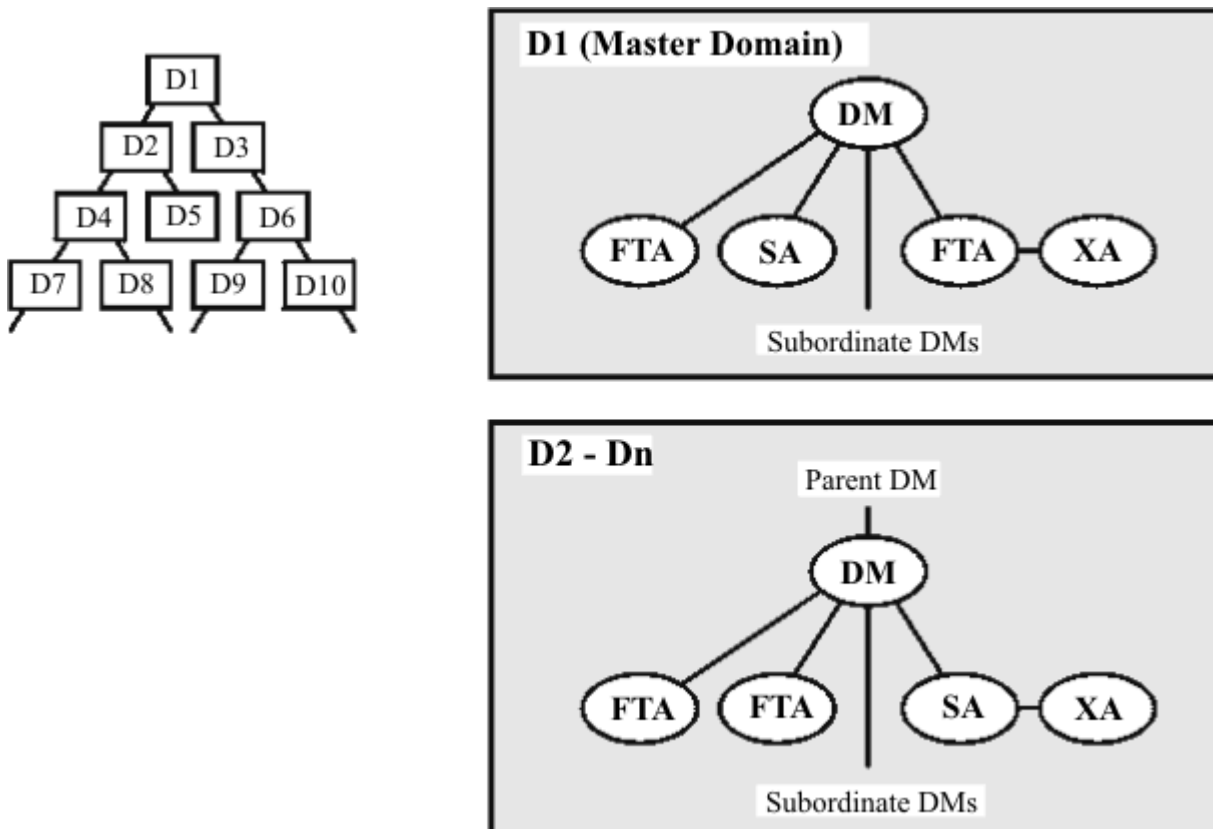 D1
D2 D3
D4 D5 D6
D7 D8 D9 D10
D1 (Master Domain)
DM
FTA SA FTA XA
Subordinate DMs
D2 - Dn
Parent DM
DM
FTA FTA SA XA
Subordinate DMs